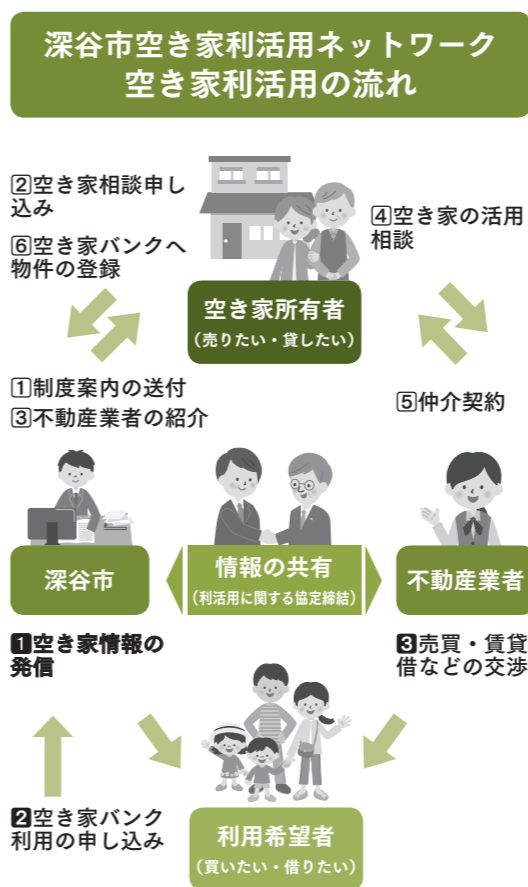 深谷市空き家利活用ネットワーク
空き家利活用の流れ
②空き家相談申し
込み
⑥空き家バンクへ
物件の登録
④空き家の活用
相談
空き家所有者
(売りたい・貸したい)
①制度案内の送付
③不動産業者の紹介
⑤仲介契約
深谷市
情報の共有
(利活用に関する協定締結)
不動産業者
❶空き家情報の
発信
❸売買・賃貸
借などの交渉
❷空き家バンク
利用の申し込み
利用希望者
(買いたい・借りたい)